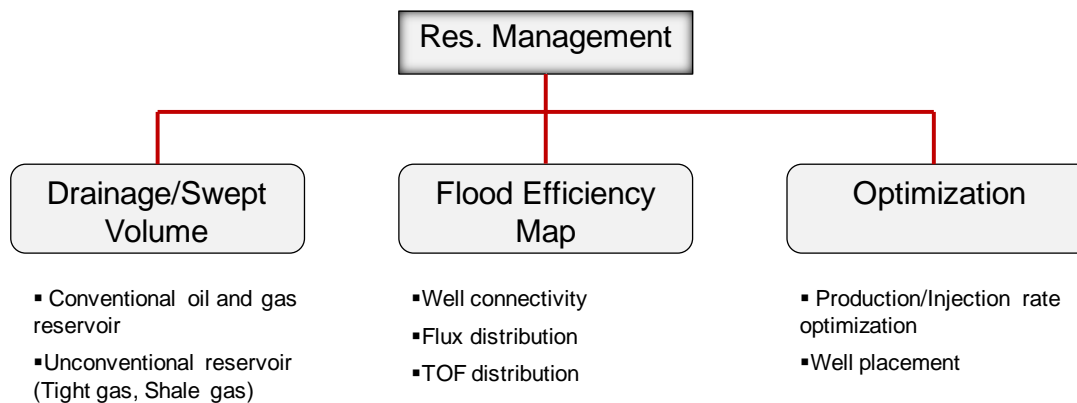 Res. Management
Drainage/Swept
Volume
Flood Efficiency
Map
Optimization
▪ Conventional oil and gas
reservoir
▪Unconventional reservoir
(Tight gas, Shale gas)
▪Well connectivity
▪Flux distribution
▪TOF distribution
▪ Production/Injection rate
optimization
▪Well placement